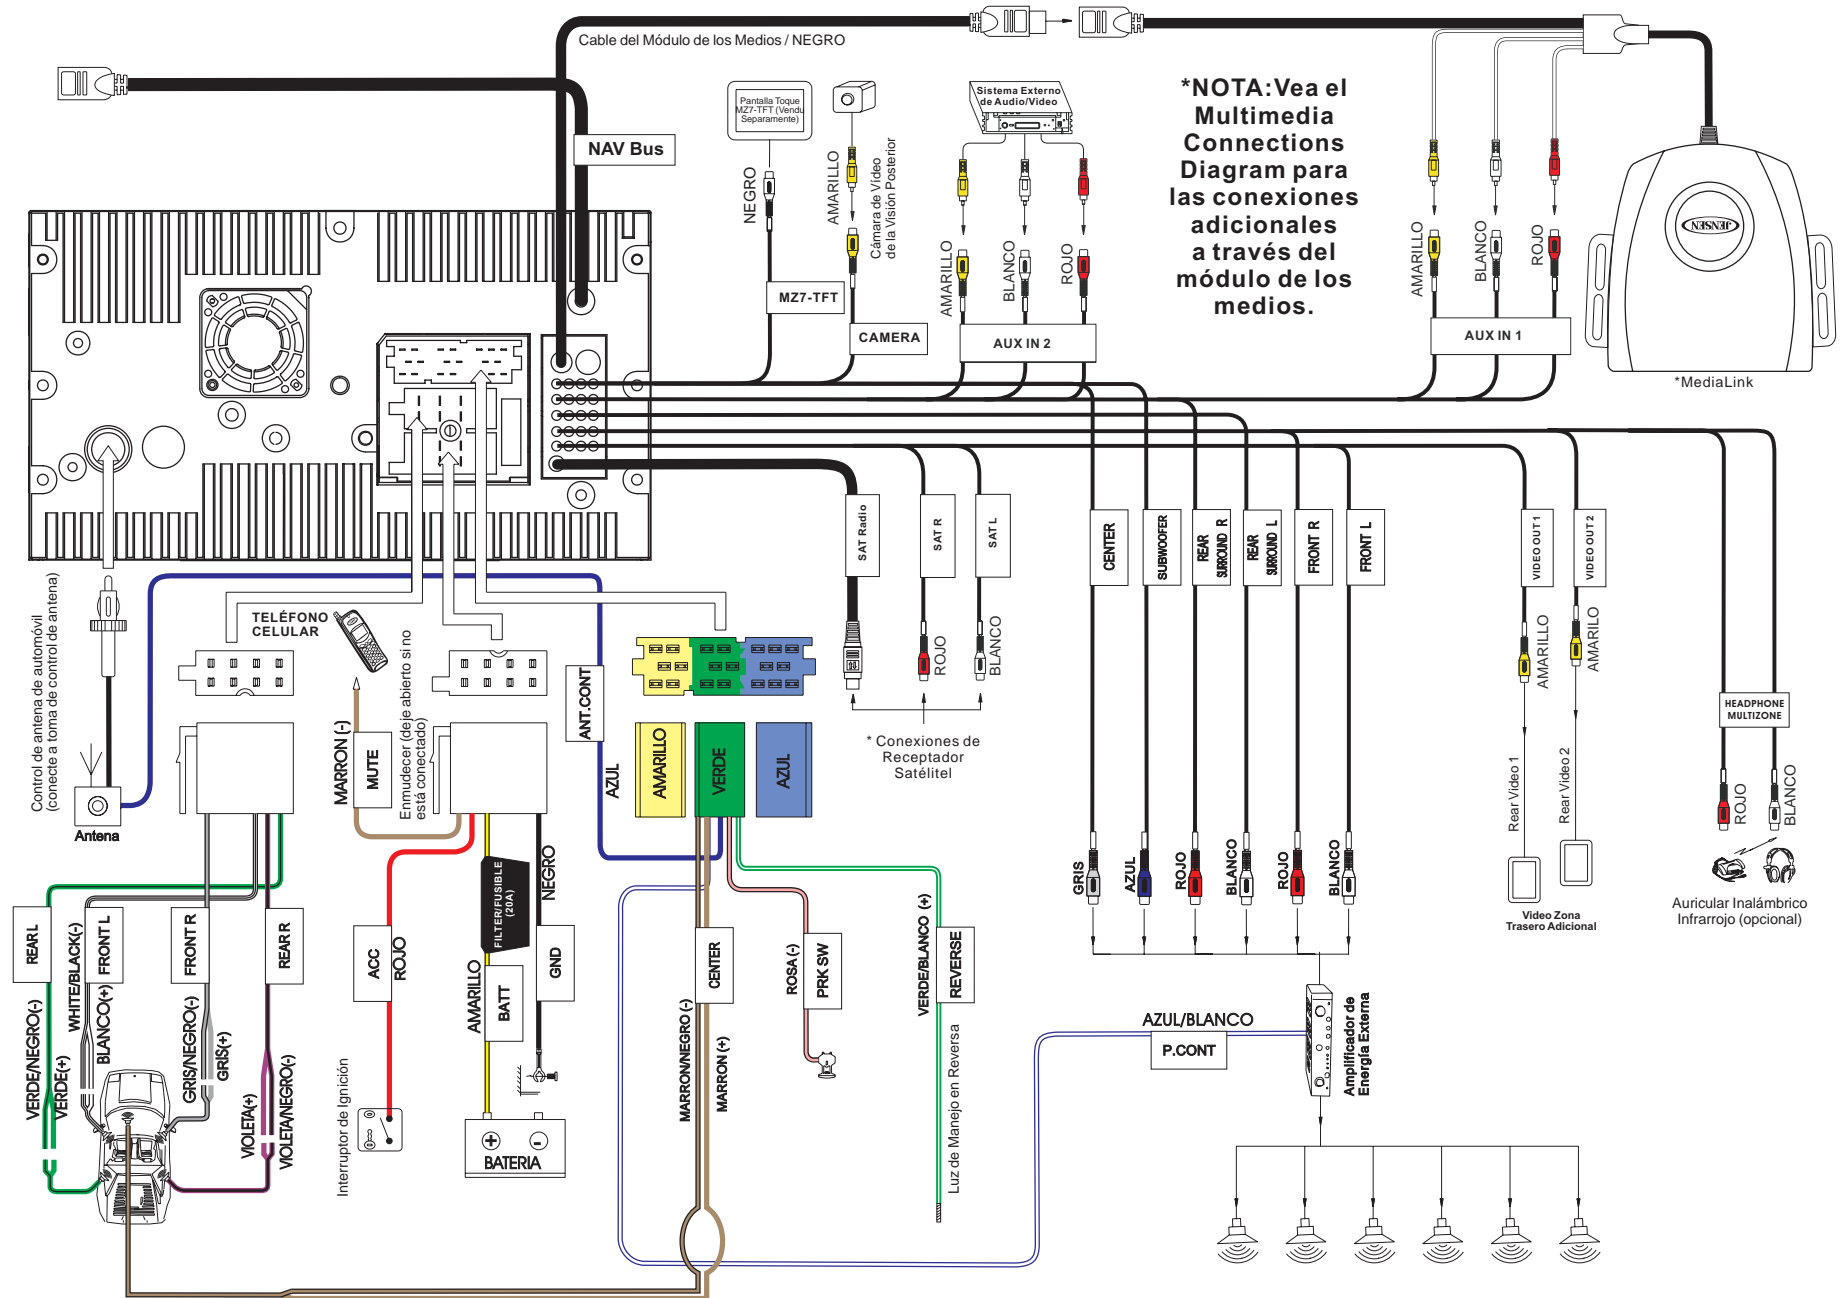 Cable del Módulo de los Medios / NEGRO
NAV Bus
Pantalla Toque
MZ7-TFT (Vendu
Separamente)
NEGRO
MZ7-TFT
AMARILLO
Cámara de Vídeo
de la Visión Posterior
CAMERA
Sistema Externo
de Audio/Video
AMARILLO
BLANCO
ROJO
AUX IN 2
*NOTA:Vea el
Multimedia
Connections
Diagram para
las conexiones
adicionales
a través del
módulo de los
medios.
AMARILLO
BLANCO
ROJO
AUX IN 1
JENSEN
*MediaLink
SAT Radio
SAT R
SAT L
ROJO
BLANCO
* Conexiones de
Receptador
Satélitel
CENTER
SUBWOOFER
REAR
SURROUND R
REAR
SURROUND L
FRONT R
FRONT L
VIDEO OUT 1
VIDEO OUT 2
AMARILLO
AMARILO
HEADPHONE
MULTIZONE
Rear Video 1
Rear Video 2
ROJO
BLANCO
Video Zona
Trasero Adicional
Auricular Inalámbrico
Infrarrojo (opcional)
GRIS
AZUL
ROJO
BLANCO
ROJO
BLANCO
Control de antena de automóvil
(conecte a toma de control de antena)
Antena
TELÉFONO
CELULAR
MARRON (-)
MUTE
Enmudecer (deje abierto si no
está conectado)
ANT.CONT
AZUL
AMARILLO
VERDE
AZUL
REAR L
FRONT L
FRONT R
REAR R
WHITE/BLACK(-)
BLANCO(+)
VERDE/NEGRO(-)
VERDE(+)
GRIS/NEGRO(-)
GRIS(+)
VIOLETA(+)
VIOLETA/NEGRO(-)
ACC
ROJO
Interruptor de Ignición
FILTER/FUSIBLE
(20A)
NEGRO
AMARILLO
BATT
GND
BATERIA
CENTER
MARRON/NEGRO (-)
MARRON (+)
ROSA (-)
PRK SW
VERDE/BLANCO (+)
REVERSE
Luz de Manejo en Reversa
AZUL/BLANCO
P.CONT
Amplificador de
Energía Externa